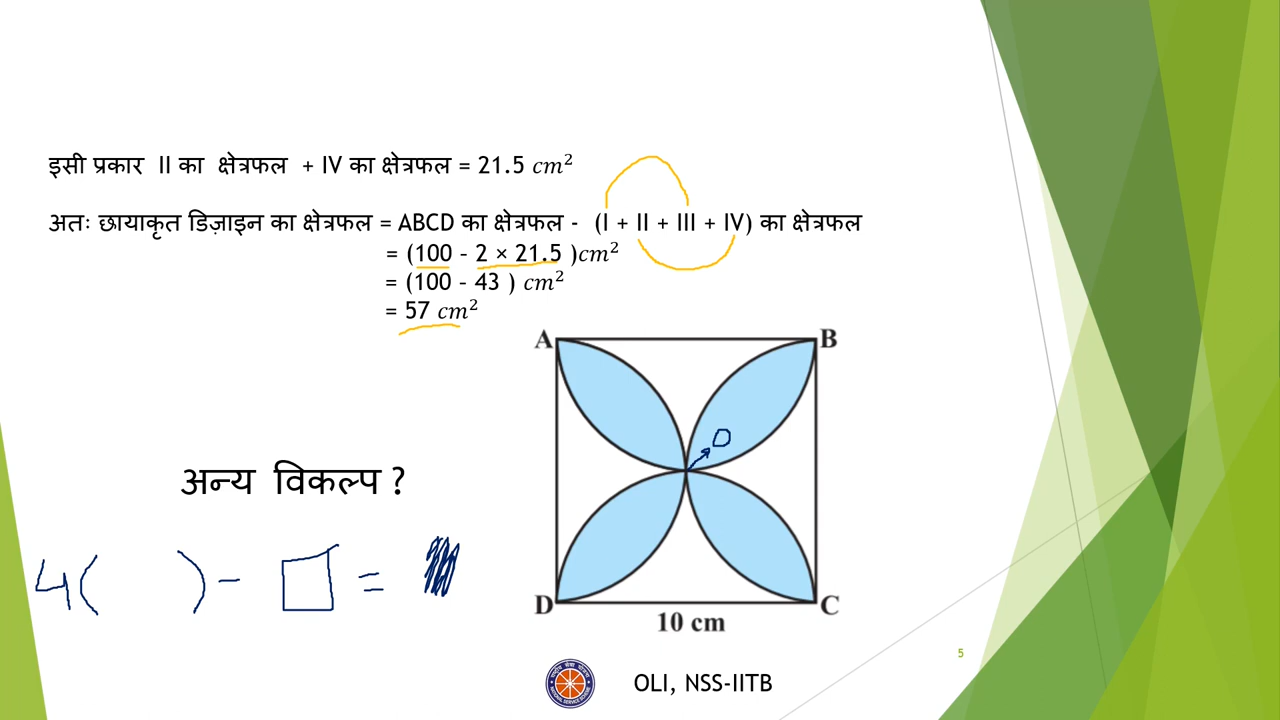 इसी प्रकार II का क्षेत्रफल + IV का क्षेत्रफल = 21.5 cm²
अतः छायाकृत डिज़ाइन का क्षेत्रफल = ABCD का क्षेत्रफल - (I + II + III + IV) का क्षेत्रफल
= (100 - 2 × 21.5 )cm²
= (100 - 43 ) cm²
= 57 cm²
A B
O
अन्य विकल्प ?
4( ) - □ =
D C
10 cm
5
OLI, NSS-IITB